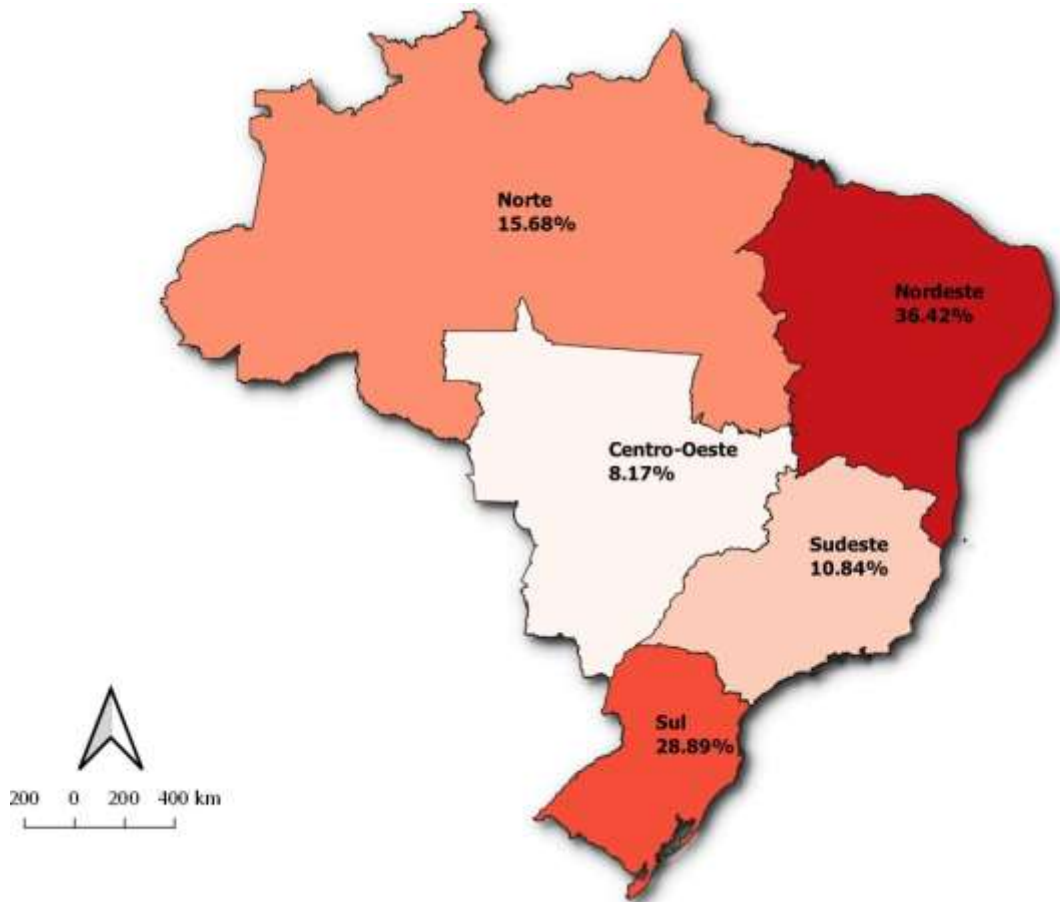 Norte
15.68%
Nordeste
36.42%
Centro-Oeste
8.17%
Sudeste
10.84%
Sul
28.89%
200 0 200 400 km